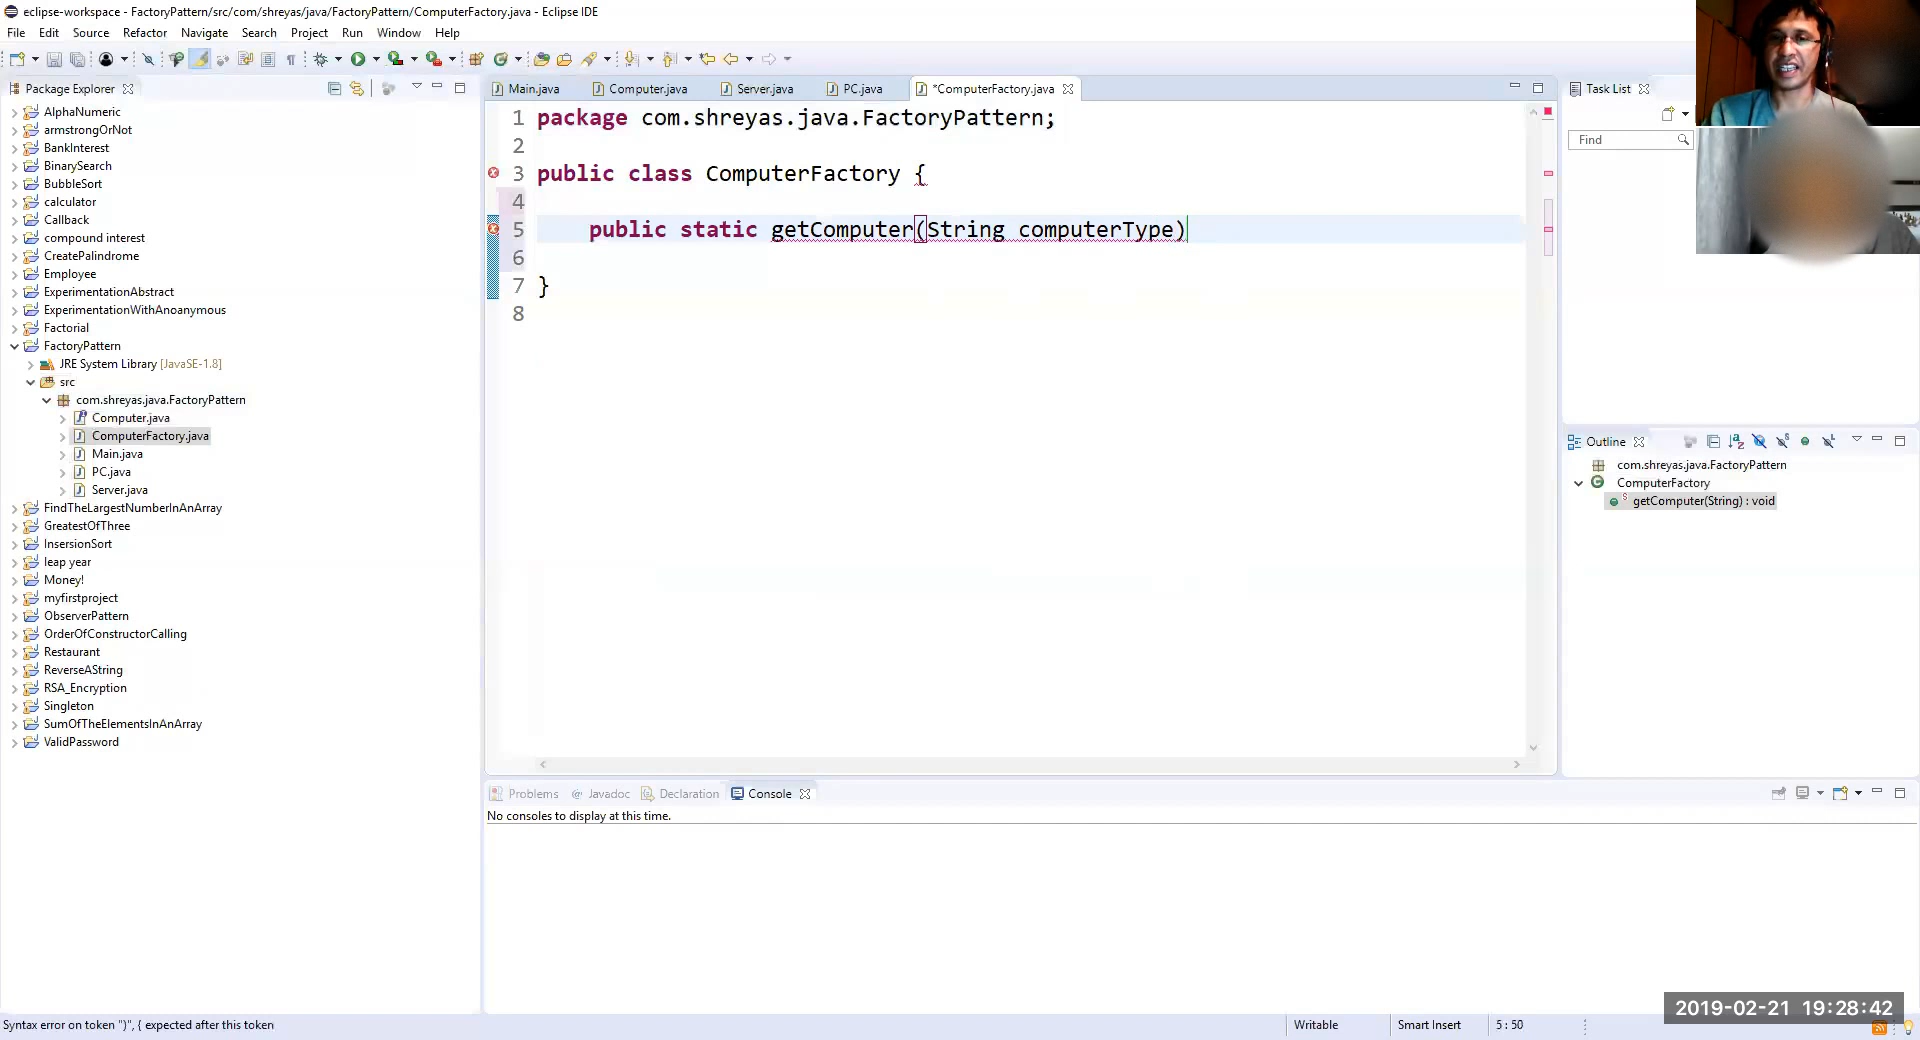 eclipse-workspace - FactoryPattern/src/com/shreyas/java/FactoryPattern/ComputerFactory.java - Eclipse IDE
File Edit Source Refactor Navigate Search Project Run Window Help
Package Explorer
AlphaNumeric
armstrongOrNot
BankInterest
BinarySearch
BubbleSort
calculator
Callback
compound interest
CreatePalindrome
Employee
ExperimentationAbstract
ExperimentationWithAnoanymous
Factorial
FactoryPattern
JRE System Library [JavaSE-1.8]
src
com.shreyas.java.FactoryPattern
Computer.java
ComputerFactory.java
Main.java
PC.java
Server.java
FindTheLargestNumberInAnArray
GreatestOfThree
InsersionSort
leap year
Money!
myfirstproject
ObserverPattern
OrderOfConstructorCalling
Restaurant
ReverseAString
RSA_Encryption
Singleton
SumOfTheElementsInAnArray
ValidPassword
Main.java Computer.java Server.java PC.java *ComputerFactory.java
1 package com.shreyas.java.FactoryPattern;
2
3 public class ComputerFactory {
4
5 public static getComputer(String computerType)
6
7 }
8
Task List
Find
Outline
com.shreyas.java.FactoryPattern
ComputerFactory
getComputer(String) : void
Problems Javadoc Declaration Console
No consoles to display at this time.
2019-02-21 19:28:42
Syntax error on token ")", { expected after this token Writable Smart Insert 5 : 50